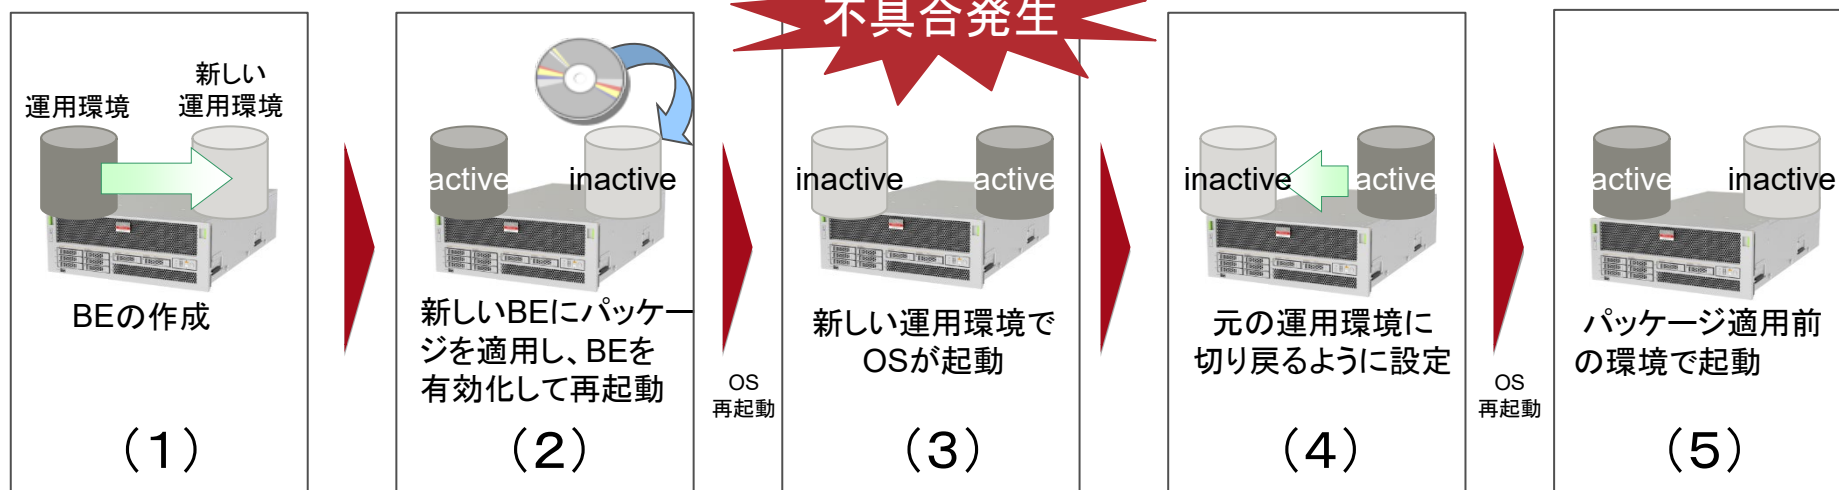 不具合発生
運用環境
新しい
運用環境
BEの作成
（1）
active
inactive
新しいBEにパッケー
ジを適用し、BEを
有効化して再起動
（2）
OS
再起動
inactive
active
新しい運用環境で
OSが起動
（3）
inactive
active
元の運用環境に
切り戻るように設定
（4）
OS
再起動
active
inactive
パッケージ適用前
の環境で起動
（5）